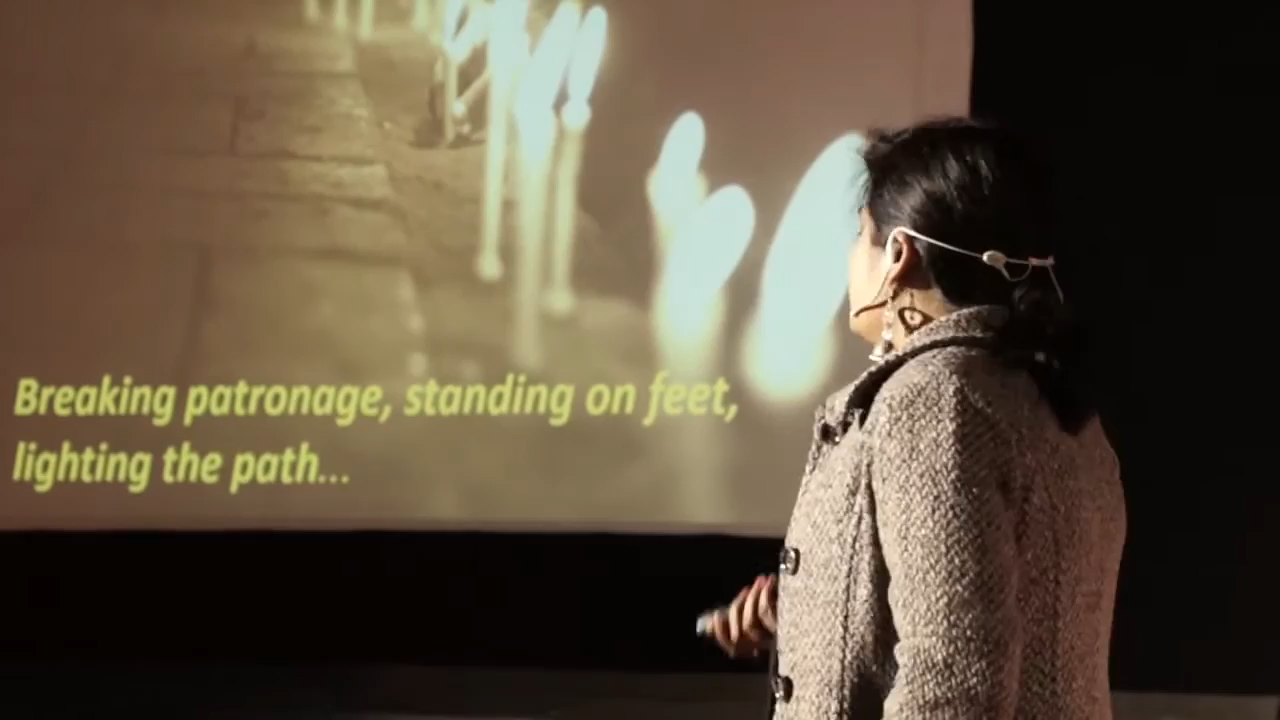 Breaking patronage, standing on feet,
lighting the path...